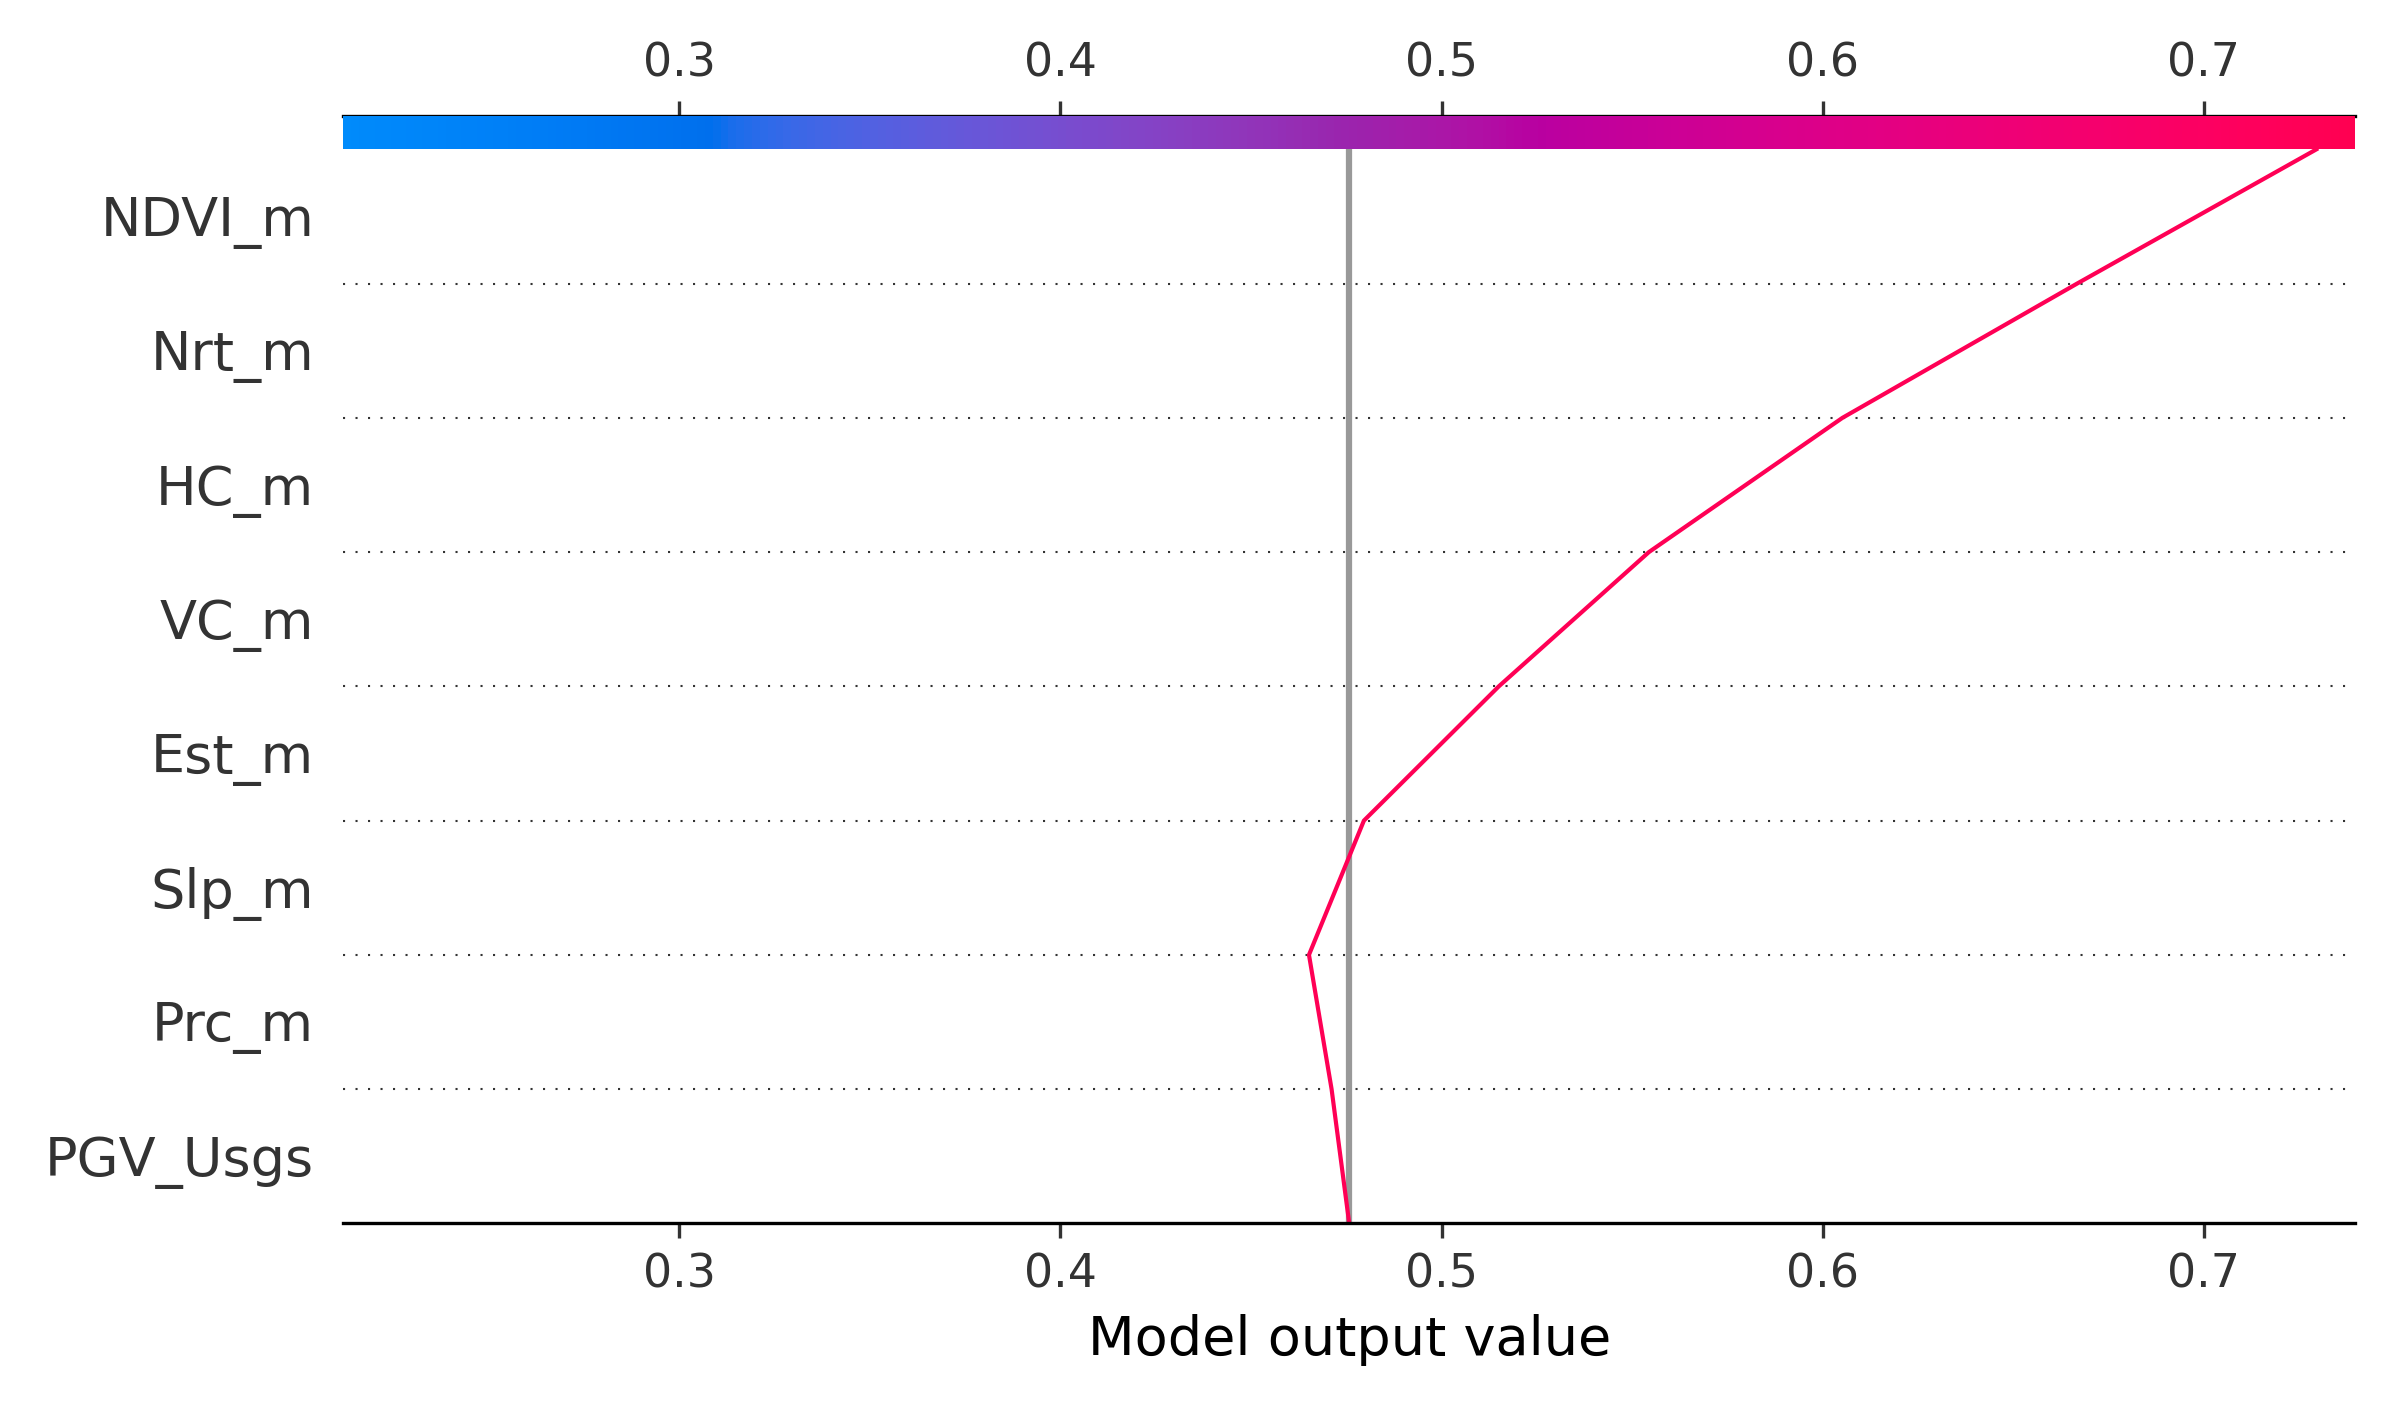 0.3 0.4 0.5 0.6 0.7
NDVI_m
Nrt_m
HC_m
VC_m
Est_m
Slp_m
Prc_m
PGV_Usgs
0.3 0.4 0.5 0.6 0.7
Model output value